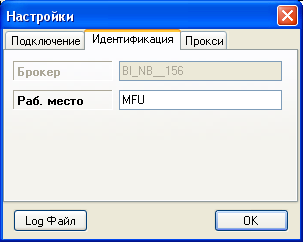 Настройки
Подключение Идентификация Прокси
Брокер BI_NB__156
Раб. место MFU
Log Файл OK